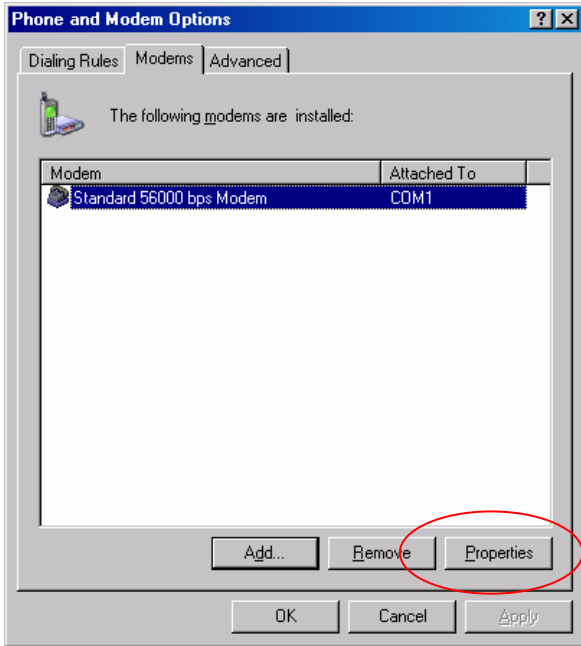 Phone and Modem Options
Dialing Rules Modems Advanced
The following modems are installed:
Modem Attached To
Standard 56000 bps Modem COM1
Add... Remove Properties
OK Cancel Apply